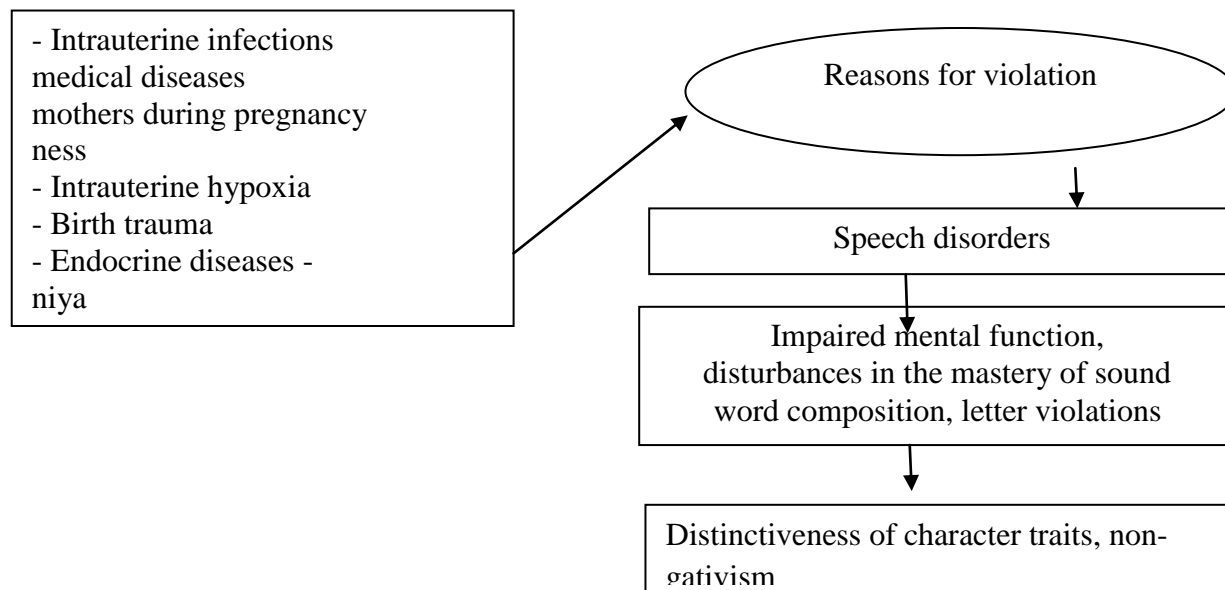 - Intrauterine infections
medical diseases
mothers during pregnancy
ness
- Intrauterine hypoxia
- Birth trauma
- Endocrine diseases -
niya
Reasons for violation
Speech disorders
Impaired mental function,
disturbances in the mastery of sound
word composition, letter violations
Distinctiveness of character traits, non-
gativism